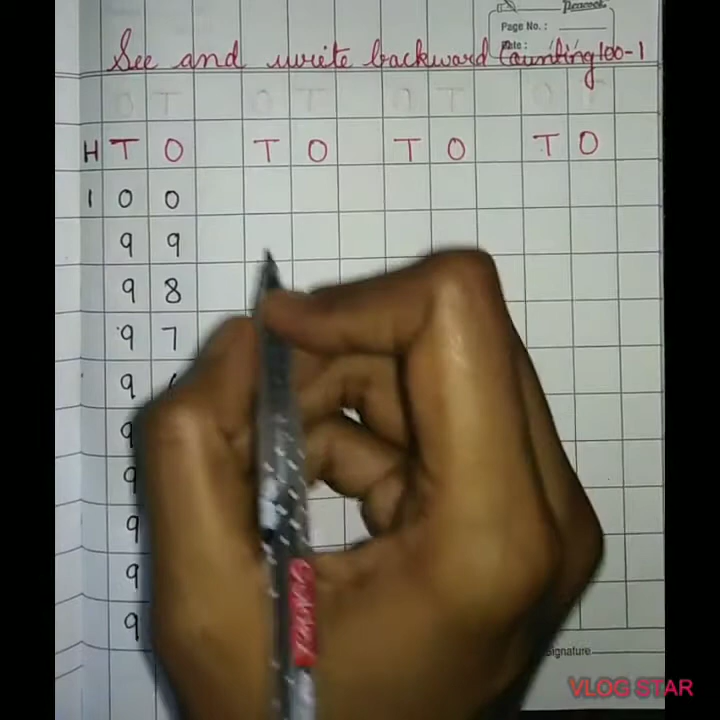 Peacock
Page No.:
Date:
See and write backward Counting 100-1
H T O T O T O T O
1 0 0
9 9
9 8
9 7
9
9
9
9
9
9
Signature
VLOG STAR